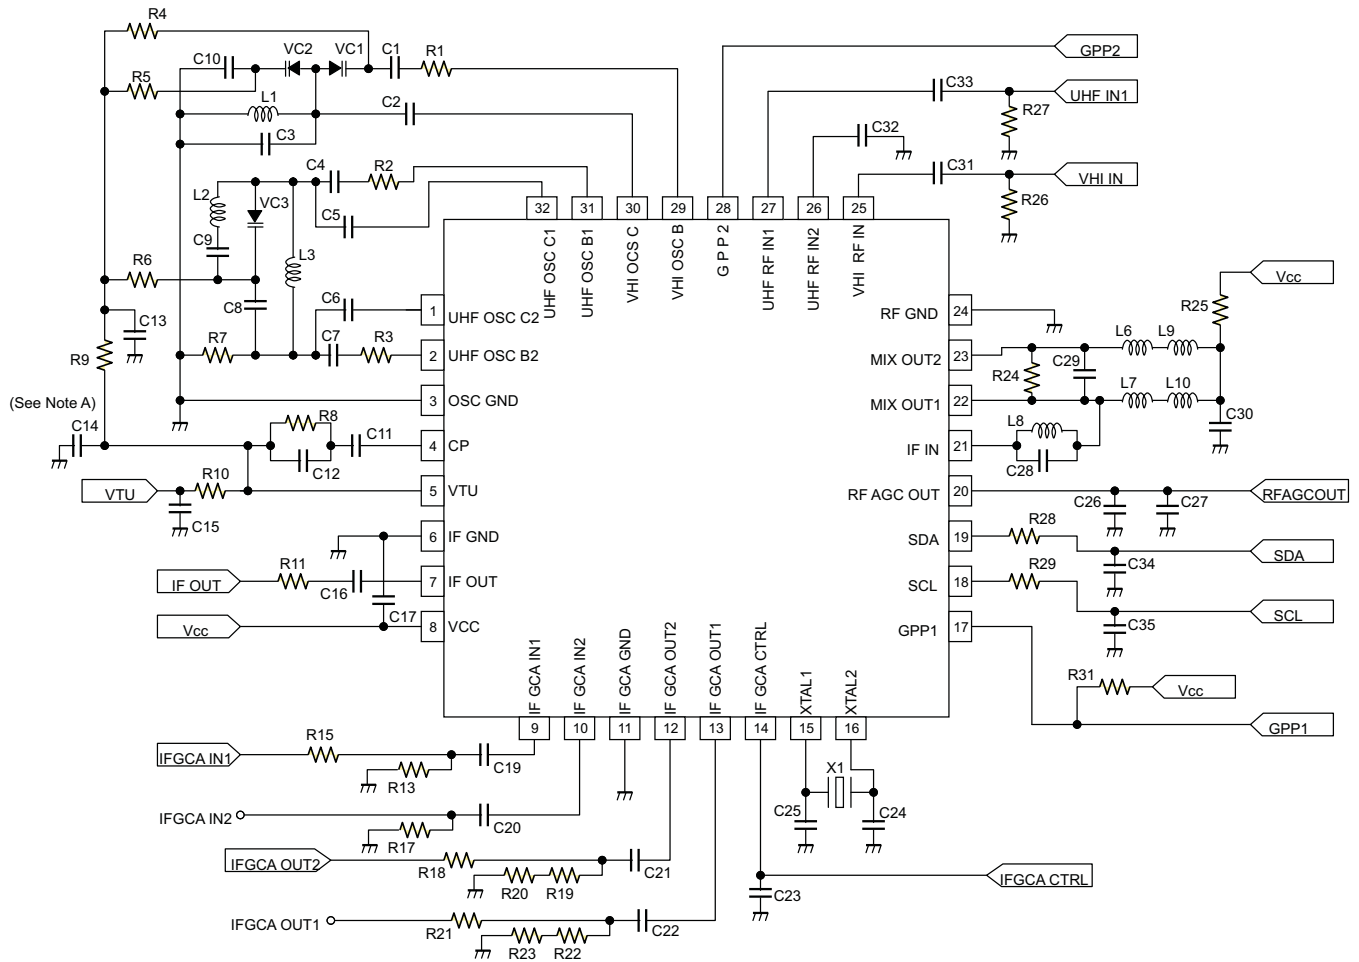 R4
C10
VC2
VC1
C1
R1
GPP2
R5
C33
UHF IN1
L1
C2
R27
C3
C32
C4
R2
C31
VHI IN
L2
VC3
C5
R26
32
31
30
29
28
27
26
25
UHF OSC C1
UHF OSC B1
VHI OCS C
VHI OSC B
G P P 2
UHF RF IN1
UHF RF IN2
VHI RF IN
C9
L3
R6
Vcc
C8
C6
R25
C13
1
UHF OSC C2
RF GND
24
L6
L9
R7
C7
R3
R9
2
UHF OSC B2
MIX OUT2
23
R24
C29
L7
L10
(See Note A)
3
OSC GND
MIX OUT1
22
C30
R8
L8
C14
C11
4
CP
IF IN
21
C12
C28
R10
VTU
5
VTU
RF AGC OUT
20
RFAGCOUT
C26
C27
C15
R28
6
IF GND
SDA
19
SDA
C34
R11
R29
IF OUT
C16
7
IF OUT
SCL
18
SCL
C17
C35
Vcc
8
VCC
GPP1
17
IF GCA IN1
IF GCA IN2
IF GCA GND
IF GCA OUT2
IF GCA OUT1
IF GCA CTRL
XTAL1
XTAL2
R31
Vcc
9
10
11
12
13
14
15
16
GPP1
R15
IFGCA IN1
R13
C19
X1
IFGCA IN2
R17
C20
C25
C24
IFGCA OUT2
R18
C21
R20
R19
C23
IFGCA CTRL
IFGCA OUT1
R21
C22
R23
R22